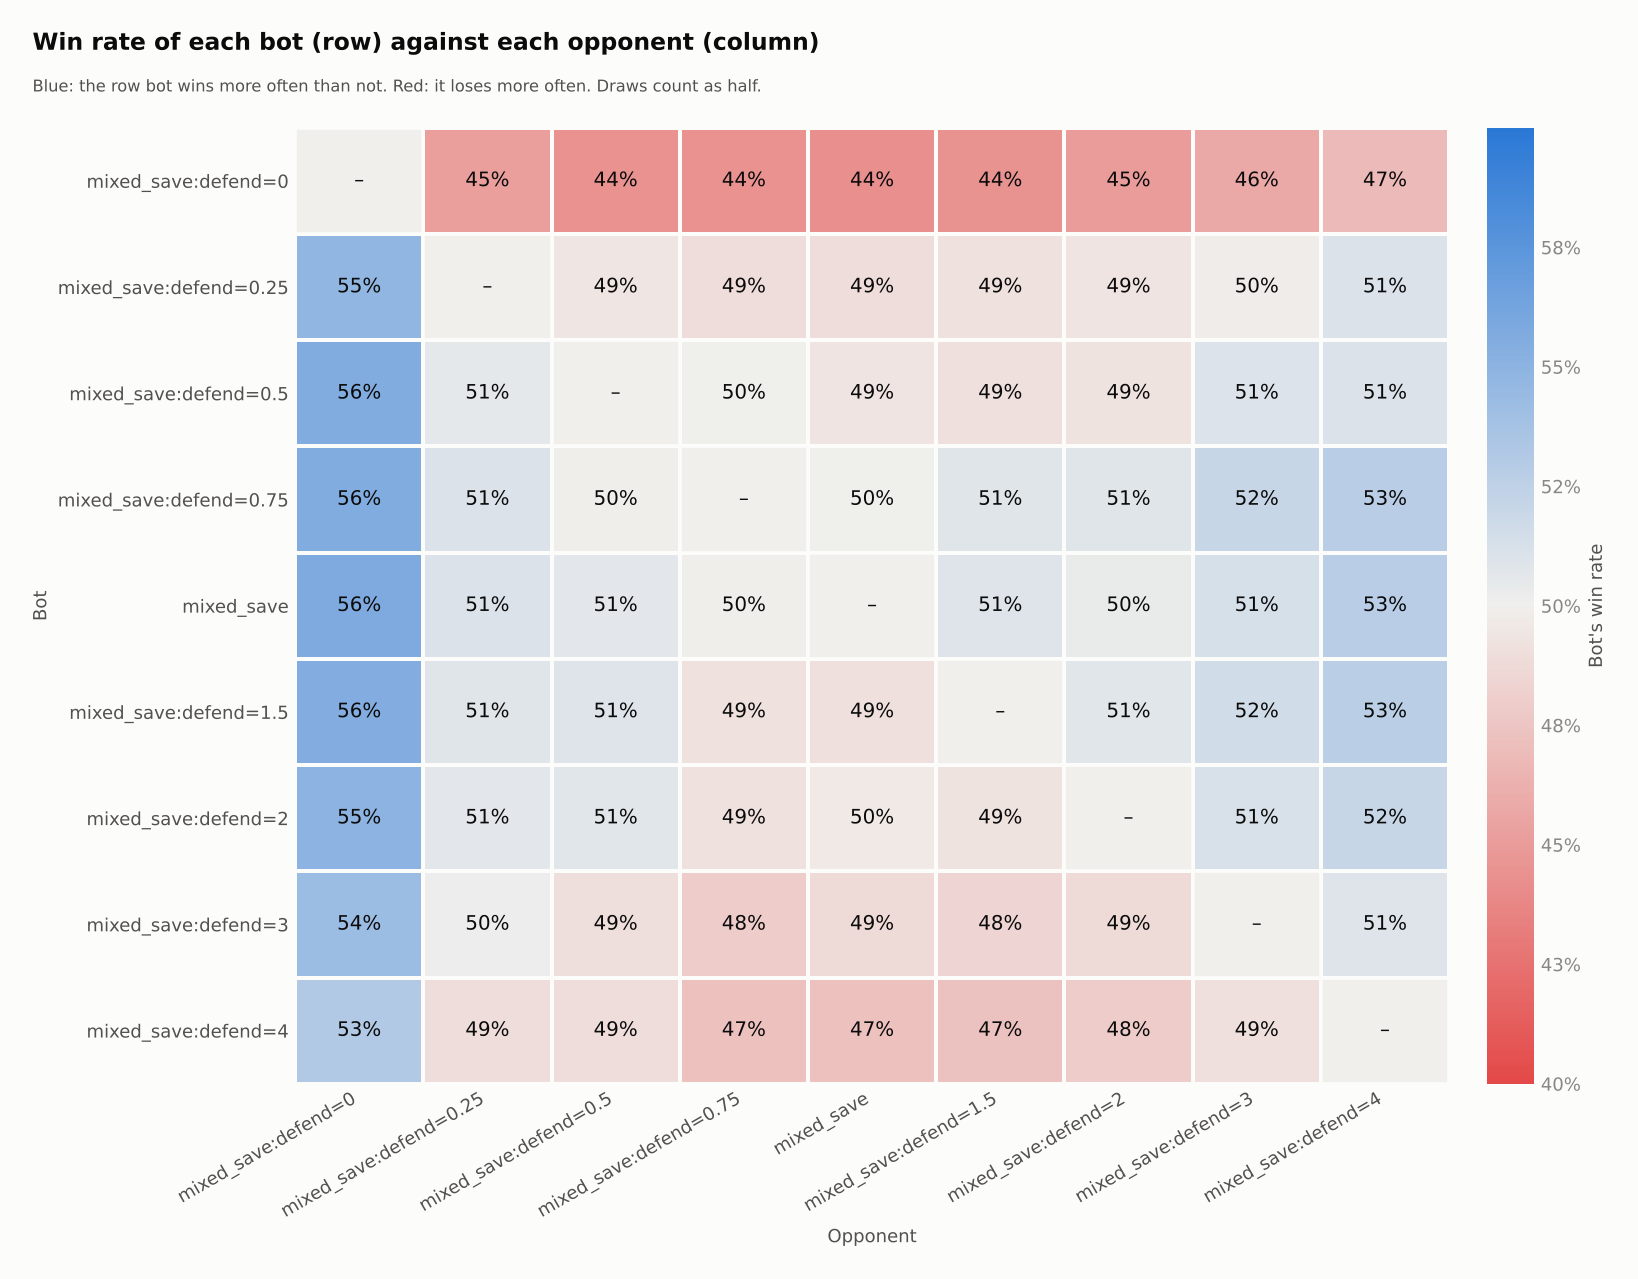 Win rate of each bot (row) against each opponent (column)
Blue: the row bot wins more often than not. Red: it loses more often. Draws count as half.
mixed_save:defend=0 – 45% 44% 44% 44% 44% 45% 46% 47%
mixed_save:defend=0.25 55% – 49% 49% 49% 49% 49% 50% 51%
mixed_save:defend=0.5 56% 51% – 50% 49% 49% 49% 51% 51%
mixed_save:defend=0.75 56% 51% 50% – 50% 51% 51% 52% 53%
mixed_save 56% 51% 51% 50% – 51% 50% 51% 53%
mixed_save:defend=1.5 56% 51% 51% 49% 49% – 51% 52% 53%
mixed_save:defend=2 55% 51% 51% 49% 50% 49% – 51% 52%
mixed_save:defend=3 54% 50% 49% 48% 49% 48% 49% – 51%
mixed_save:defend=4 53% 49% 49% 47% 47% 47% 48% 49% –
Bot
mixed_save:defend=0
mixed_save:defend=0.25
mixed_save:defend=0.5
mixed_save:defend=0.75
mixed_save
mixed_save:defend=1.5
mixed_save:defend=2
mixed_save:defend=3
mixed_save:defend=4
Opponent
58%
55%
52%
50%
48%
45%
43%
40%
Bot's win rate